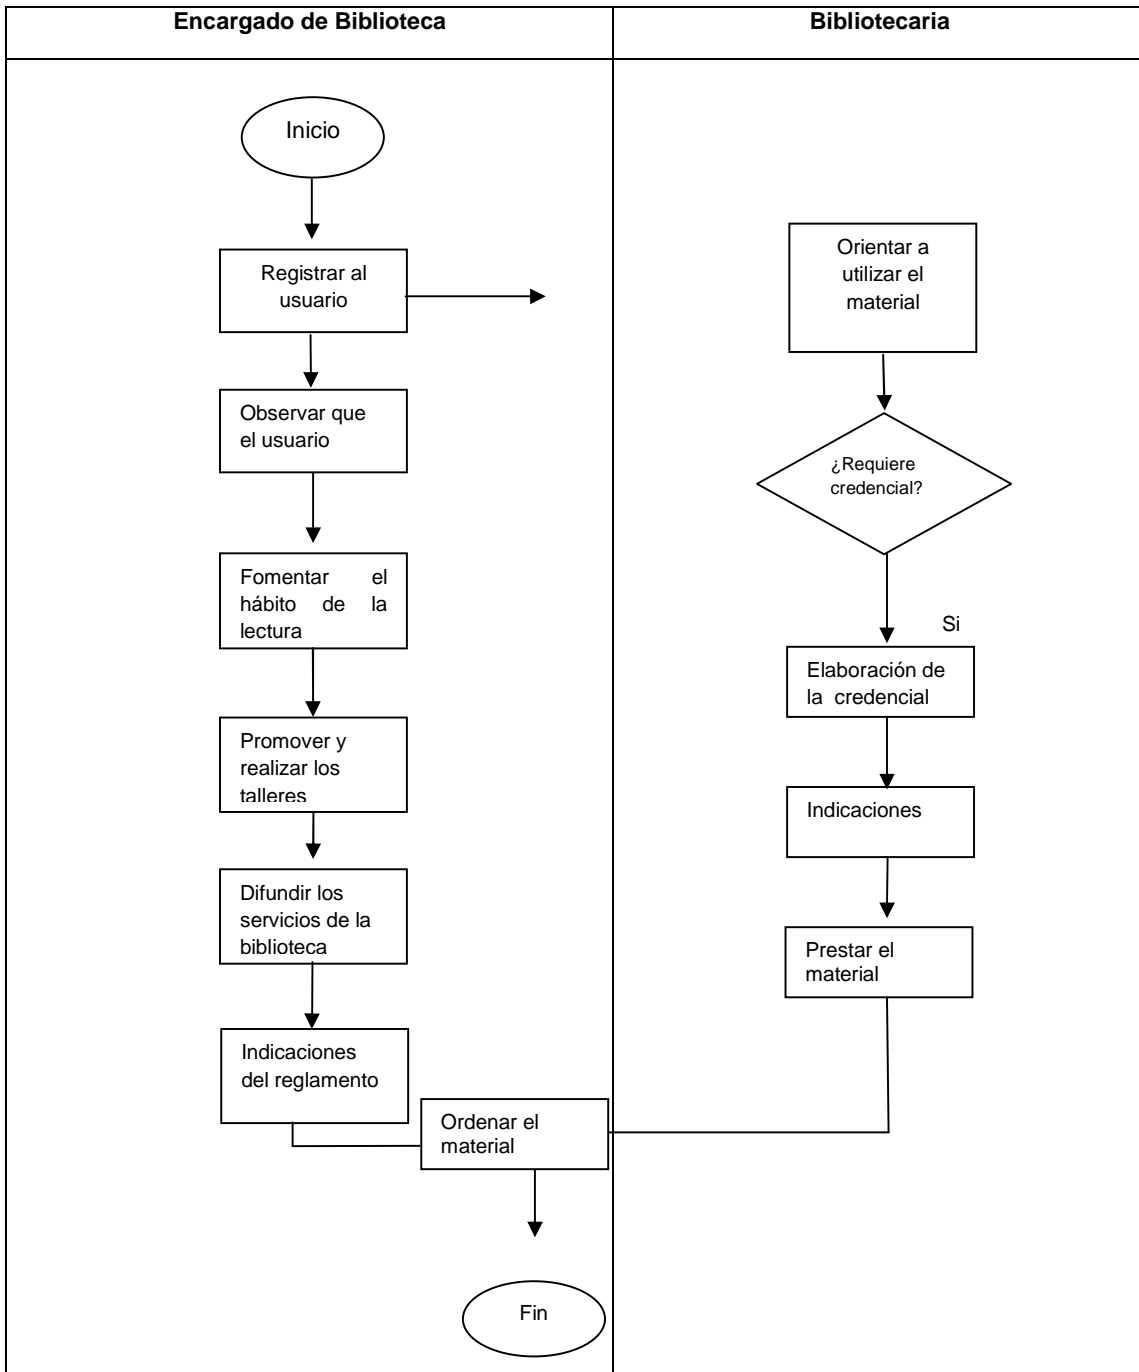 Encargado de Biblioteca
Bibliotecaria
Inicio
Registrar al
usuario
Observar que
el usuario
Fomentar el
hábito de la
lectura
Promover y
realizar los
talleres
Difundir los
servicios de la
biblioteca
Indicaciones
del reglamento
Ordenar el
material
Fin
Orientar a
utilizar el
material
¿Requiere
credencial?
Si
Elaboración de
la credencial
Indicaciones
Prestar el
material